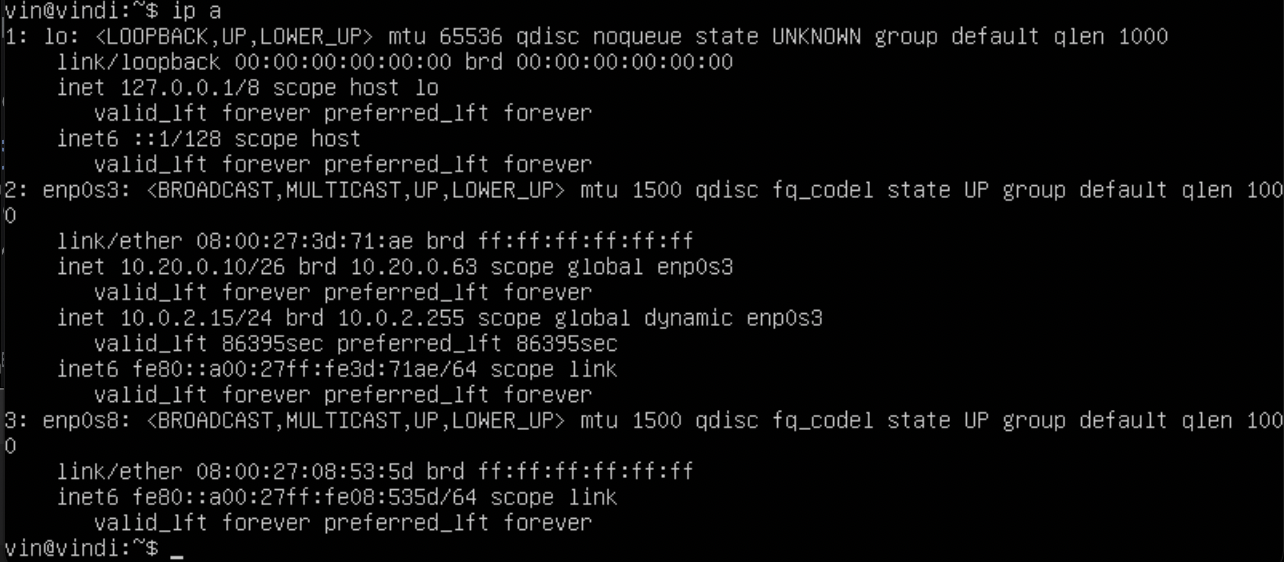 vin@vindi:~$ ip a
1: lo: <LOOPBACK,UP,LOWER_UP> mtu 65536 qdisc noqueue state UNKNOWN group default qlen 1000
    link/loopback 00:00:00:00:00:00 brd 00:00:00:00:00:00
    inet 127.0.0.1/8 scope host lo
       valid_lft forever preferred_lft forever
    inet6 ::1/128 scope host
       valid_lft forever preferred_lft forever
2: enp0s3: <BROADCAST,MULTICAST,UP,LOWER_UP> mtu 1500 qdisc fq_codel state UP group default qlen 100
0
    link/ether 08:00:27:3d:71:ae brd ff:ff:ff:ff:ff:ff
    inet 10.20.0.10/26 brd 10.20.0.63 scope global enp0s3
       valid_lft forever preferred_lft forever
    inet 10.0.2.15/24 brd 10.0.2.255 scope global dynamic enp0s3
       valid_lft 86395sec preferred_lft 86395sec
    inet6 fe80::a00:27ff:fe3d:71ae/64 scope link
       valid_lft forever preferred_lft forever
3: enp0s8: <BROADCAST,MULTICAST,UP,LOWER_UP> mtu 1500 qdisc fq_codel state UP group default qlen 100
0
    link/ether 08:00:27:08:53:5d brd ff:ff:ff:ff:ff:ff
    inet6 fe80::a00:27ff:fe08:535d/64 scope link
       valid_lft forever preferred_lft forever
vin@vindi:~$ _